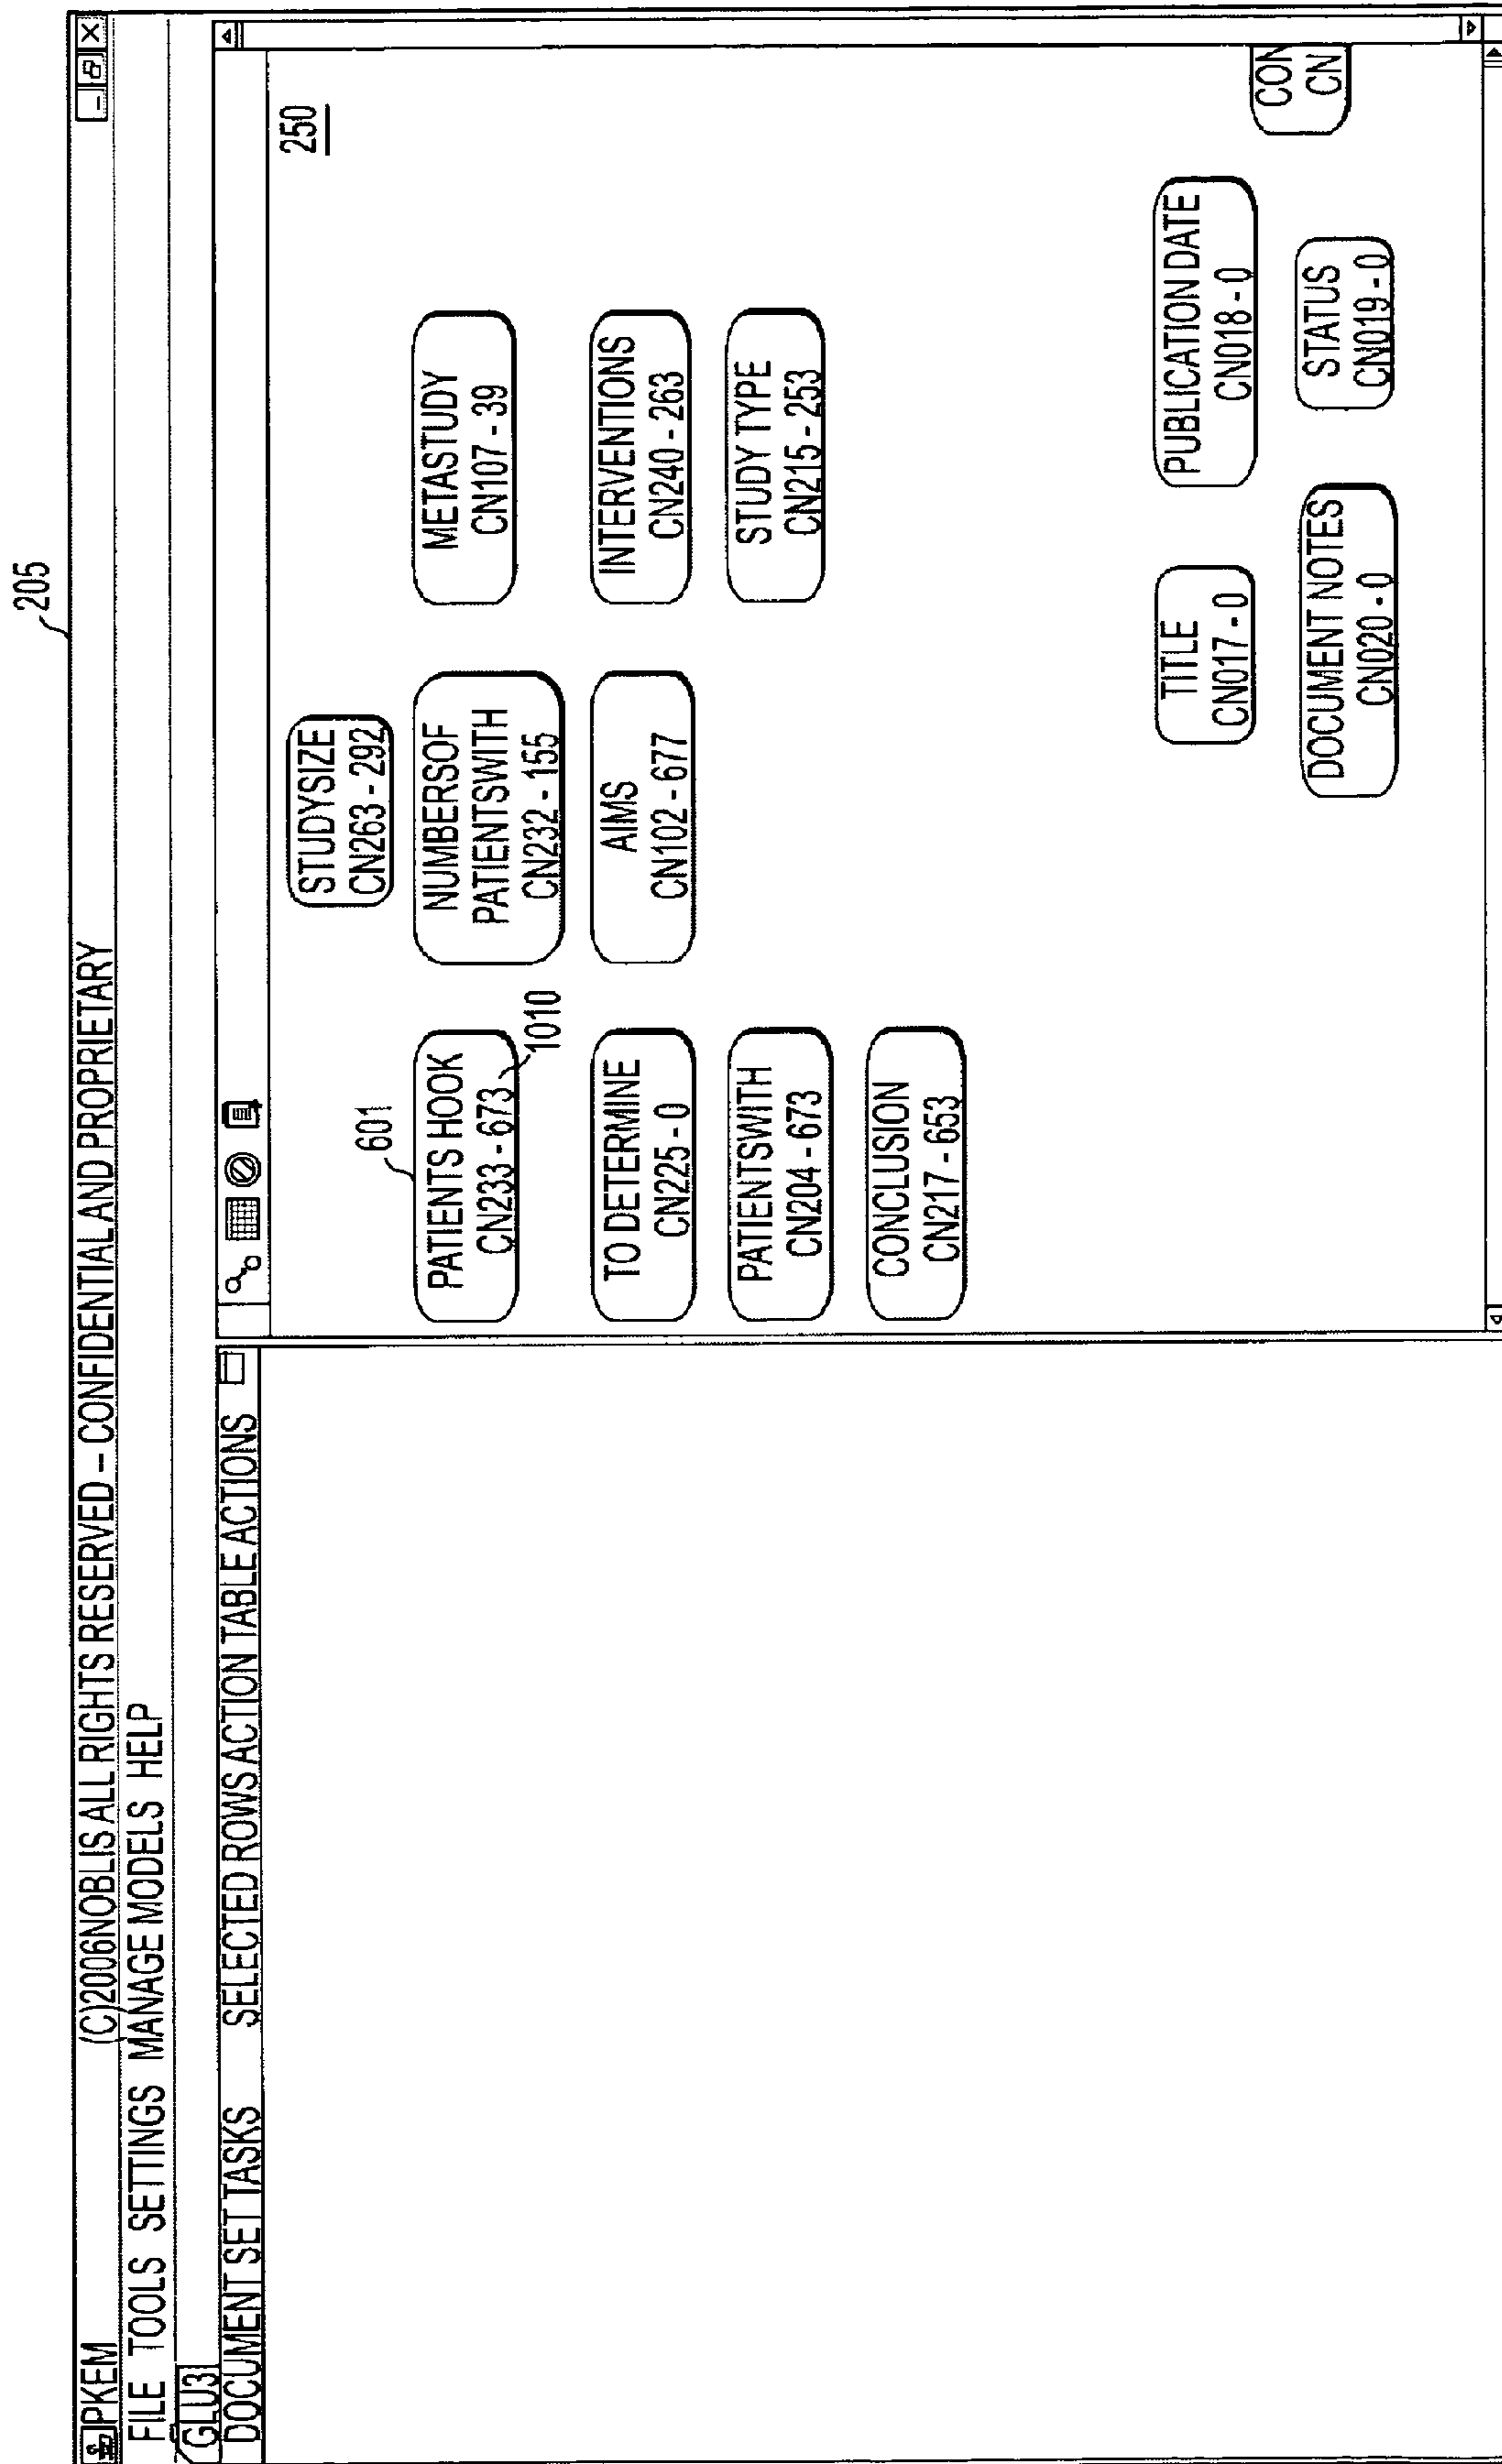 205
PKEM (C)2006NOBLIS ALL RIGHTS RESERVED -- CONFIDENTIAL AND PROPRIETARY
FILE TOOLS SETTINGS MANAGE MODELS HELP
GLU3
DOCUMENT SET TASKS SELECTED ROWS ACTION TABLE ACTIONS
250
STUDYSIZE
CN263 - 292
601
PATIENTS HOOK
CN233 - 673
1010
NUMBERSOF
PATIENTSWITH
CN232 - 155
METASTUDY
CN107 - 39
TO DETERMINE
CN225 - 0
AIMS
CN102 - 677
INTERVENTIONS
CN240 - 263
PATIENTSWITH
CN204 - 673
STUDY TYPE
CN215 - 253
CONCLUSION
CN217 - 653
TITLE
CN017 - 0
PUBLICATION DATE
CN018 - 0
CON
CN
DOCUMENT NOTES
CN020 - 0
STATUS
CN019 - 0